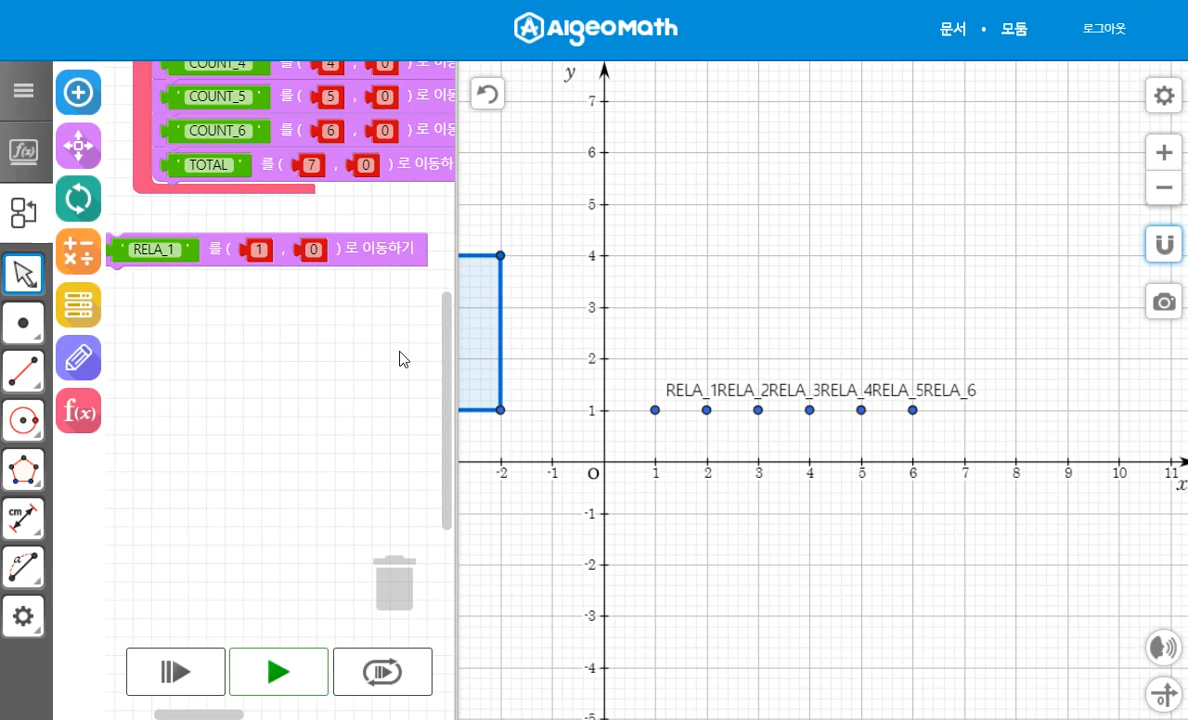 AlgeoMath
문서 • 모둠
로그아웃
' COUNT_4 ' 를 ( 4 , 0 ) 로 이동
' COUNT_5 ' 를 ( 5 , 0 ) 로 이동
' COUNT_6 ' 를 ( 6 , 0 ) 로 이동
' TOTAL ' 를 ( 7 , 0 ) 로 이동하
' RELA_1 ' 를 ( 1 , 0 ) 로 이동하기
f(x)
f(x)
cm
a
y
7
6
5
4
3
2
1
RELA_1RELA_2RELA_3RELA_4RELA_5RELA_6
-2 -1 O 1 2 3 4 5 6 7 8 9 10 11
x
-1
-2
-3
-4
-5